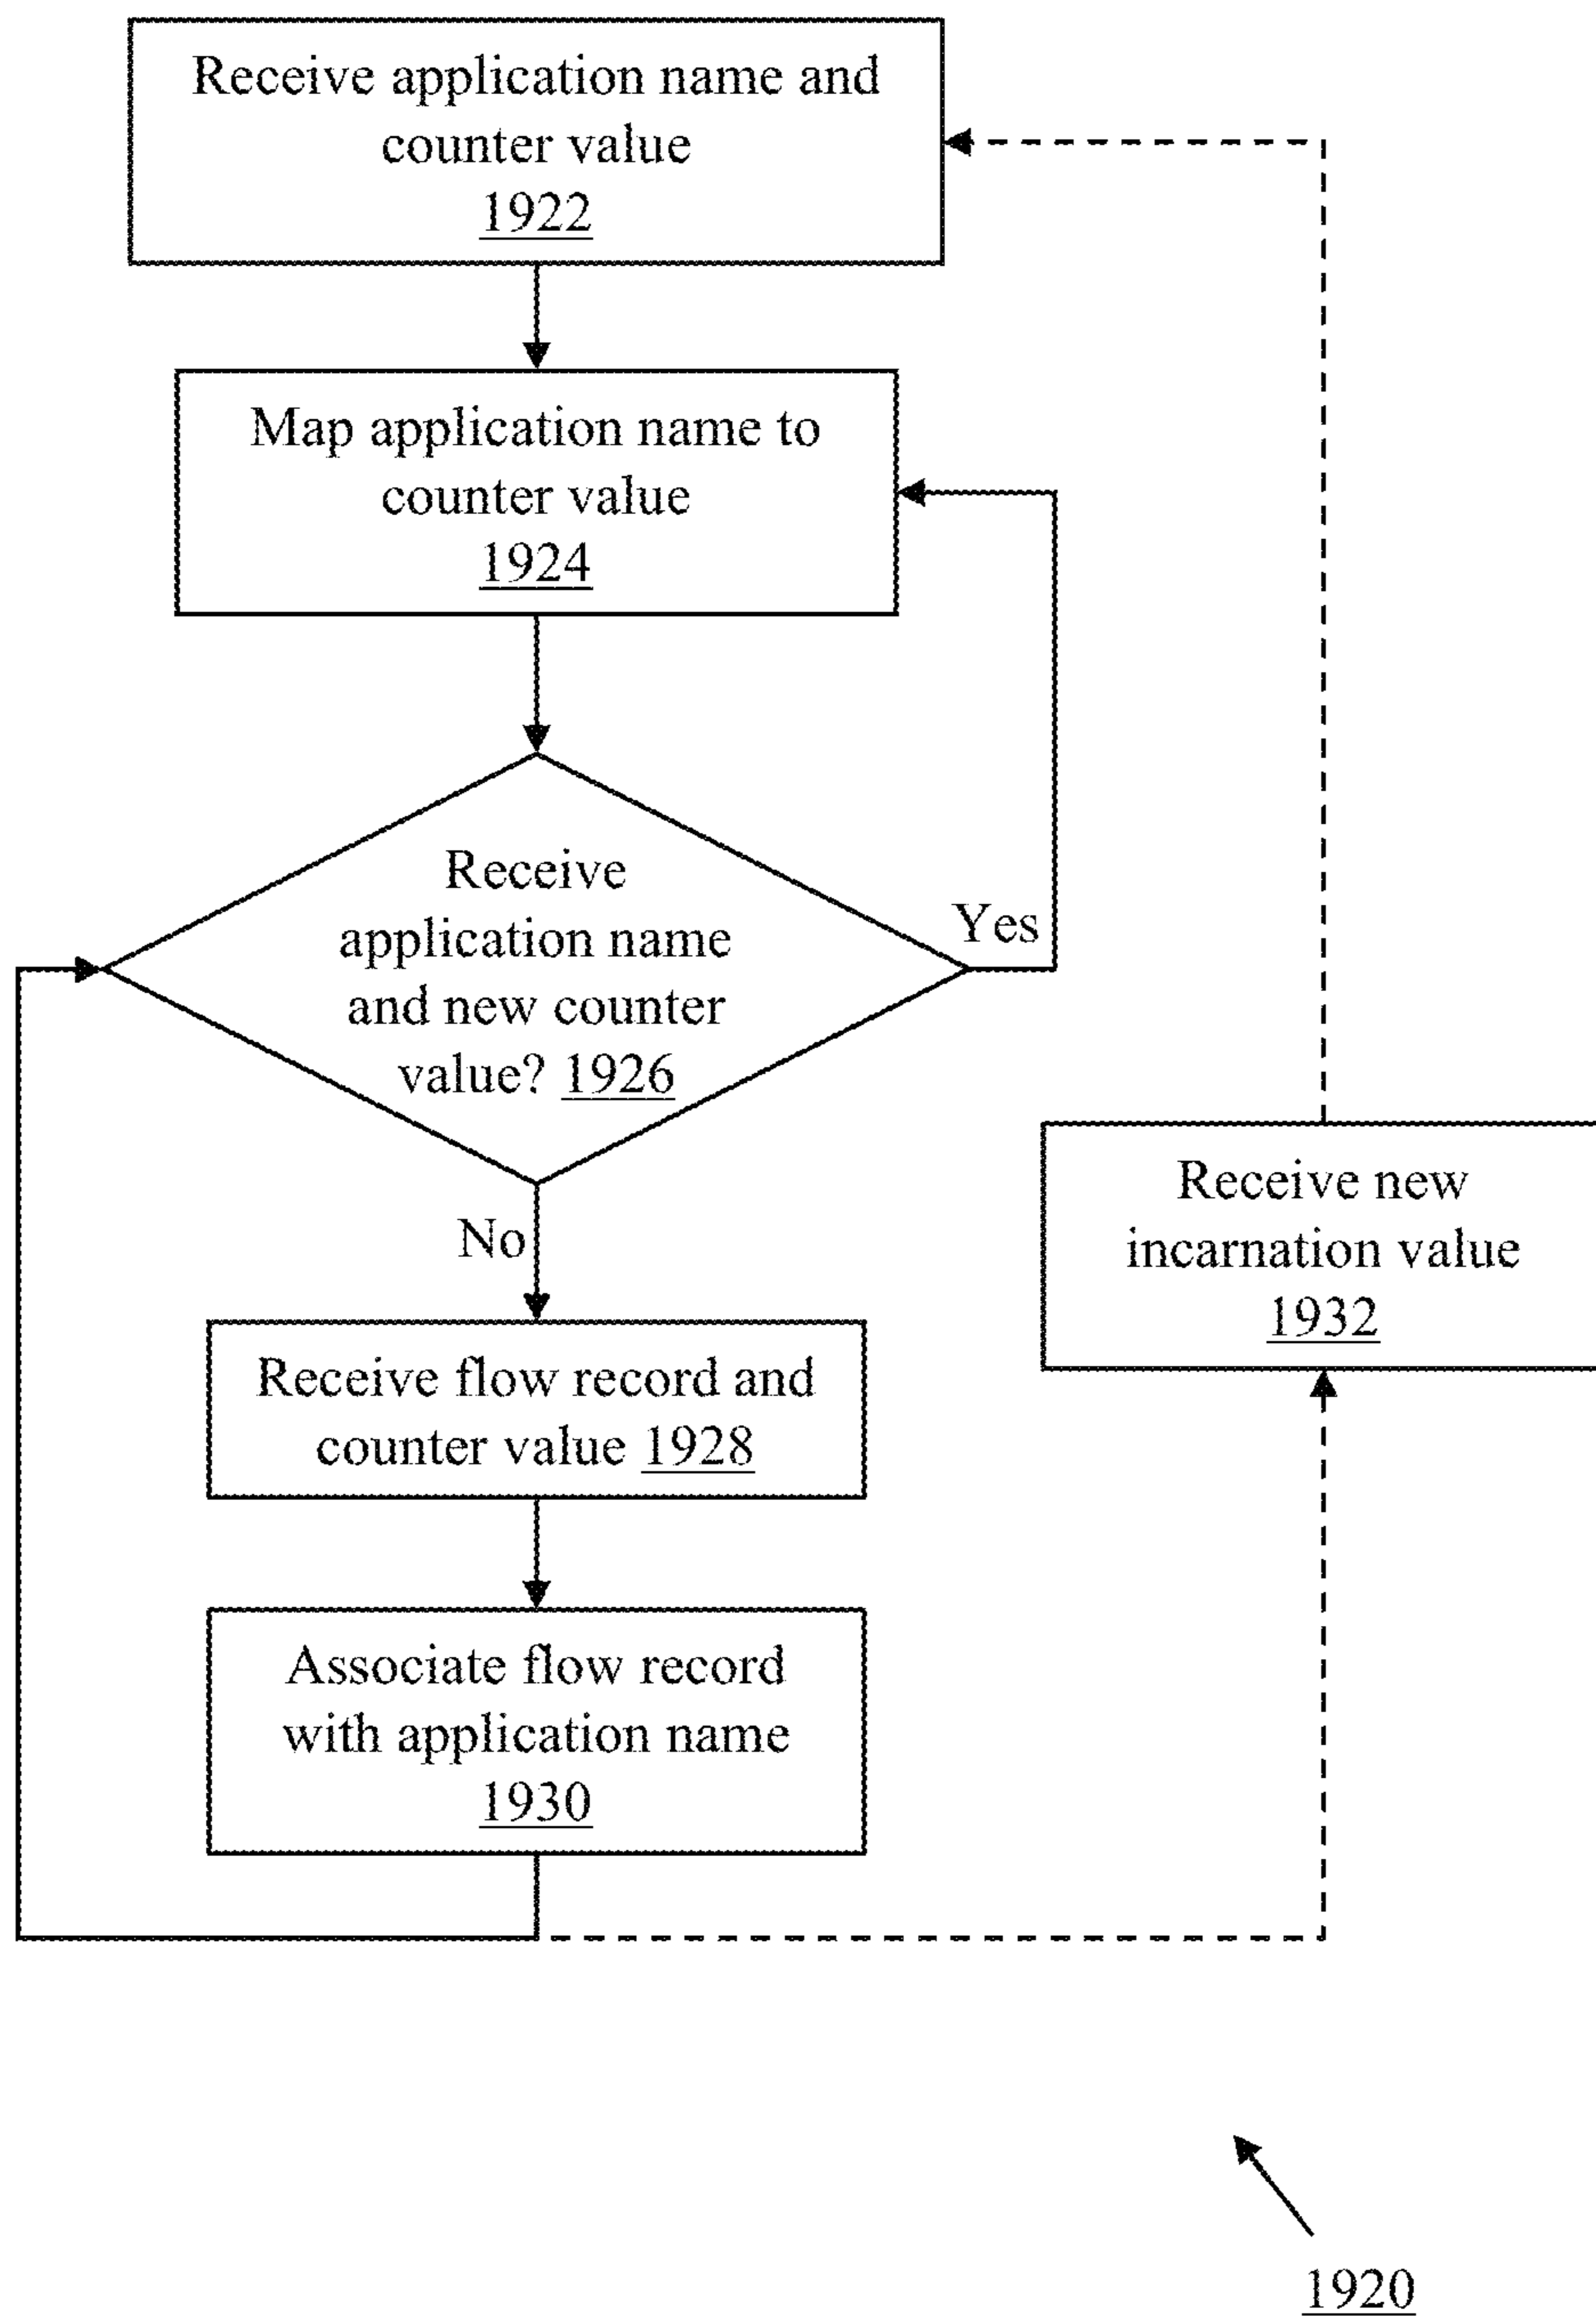 Receive application name and
counter value
1922
Map application name to
counter value
1924
Receive
application name
and new counter
value? 1926
Yes
No
Receive new
incarnation value
1932
Receive flow record and
counter value 1928
Associate flow record
with application name
1930
1920